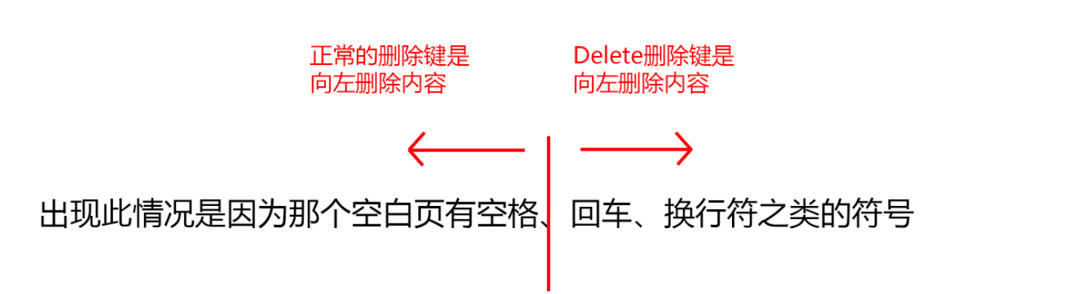 正常的删除键是
向左删除内容
Delete删除键是
向左删除内容
出现此情况是因为那个空白页有空格、回车、换行符之类的符号